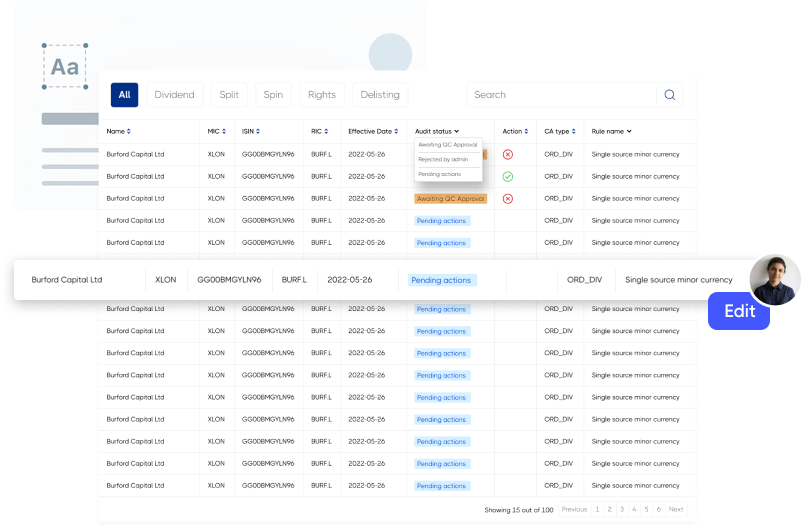 Aa
All Dividend Split Spin Rights Delisting Search
Name MIC ISIN RIC Effective Date Audit status Action CA type Rule name
Awaiting QC Approval
Burford Capital Ltd XLON GG00BMGYLN96 BURF.L 2022-05-26 ORD_DIV Single source minor currency
Rejected by admin
Pending actions
Burford Capital Ltd XLON GG00BMGYLN96 BURF.L 2022-05-26 ORD_DIV Single source minor currency
Burford Capital Ltd XLON GG00BMGYLN96 BURF.L 2022-05-26 Awaiting QC Approval ORD_DIV Single source minor currency
Burford Capital Ltd XLON GG00BMGYLN96 BURF.L 2022-05-26 Pending actions ORD_DIV Single source minor currency
Burford Capital Ltd XLON GG00BMGYLN96 BURF.L 2022-05-26 Pending actions ORD_DIV Single source minor currency
Burford Capital Ltd XLON GG00BMGYLN96 BURF.L 2022-05-26 Pending actions ORD_DIV Single source minor currency
Edit
Burford Capital Ltd XLON GG00BMGYLN96 BURF.L 2022-05-26 Pending actions ORD_DIV Single source minor currency
Burford Capital Ltd XLON GG00BMGYLN96 BURF.L 2022-05-26 Pending actions ORD_DIV Single source minor currency
Burford Capital Ltd XLON GG00BMGYLN96 BURF.L 2022-05-26 Pending actions ORD_DIV Single source minor currency
Burford Capital Ltd XLON GG00BMGYLN96 BURF.L 2022-05-26 Pending actions ORD_DIV Single source minor currency
Burford Capital Ltd XLON GG00BMGYLN96 BURF.L 2022-05-26 Pending actions ORD_DIV Single source minor currency
Burford Capital Ltd XLON GG00BMGYLN96 BURF.L 2022-05-26 Pending actions ORD_DIV Single source minor currency
Burford Capital Ltd XLON GG00BMGYLN96 BURF.L 2022-05-26 Pending actions ORD_DIV Single source minor currency
Burford Capital Ltd XLON GG00BMGYLN96 BURF.L 2022-05-26 Pending actions ORD_DIV Single source minor currency
Burford Capital Ltd XLON GG00BMGYLN96 BURF.L 2022-05-26 Pending actions ORD_DIV Single source minor currency
Showing 15 out of 100 Previous 1 2 3 4 5 6 Next